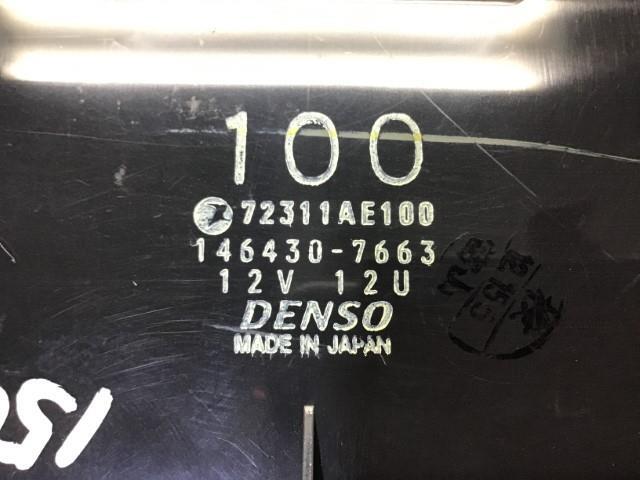 100
72311AE100
146430-7663
12V 12U
DENSO
MADE IN JAPAN